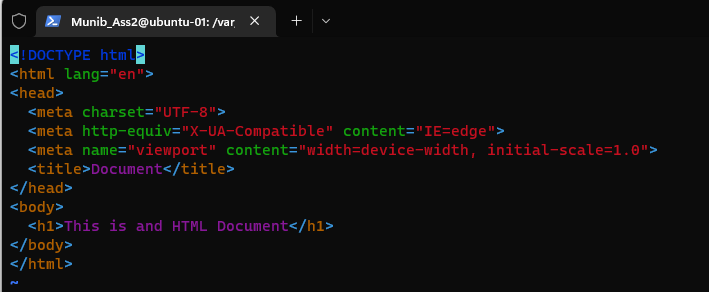 Munib_Ass2@ubuntu-01: /var,
<!DOCTYPE html>
<html lang="en">
<head>
  <meta charset="UTF-8">
  <meta http-equiv="X-UA-Compatible" content="IE=edge">
  <meta name="viewport" content="width=device-width, initial-scale=1.0">
  <title>Document</title>
</head>
<body>
  <h1>This is and HTML Document</h1>
</body>
</html>
~